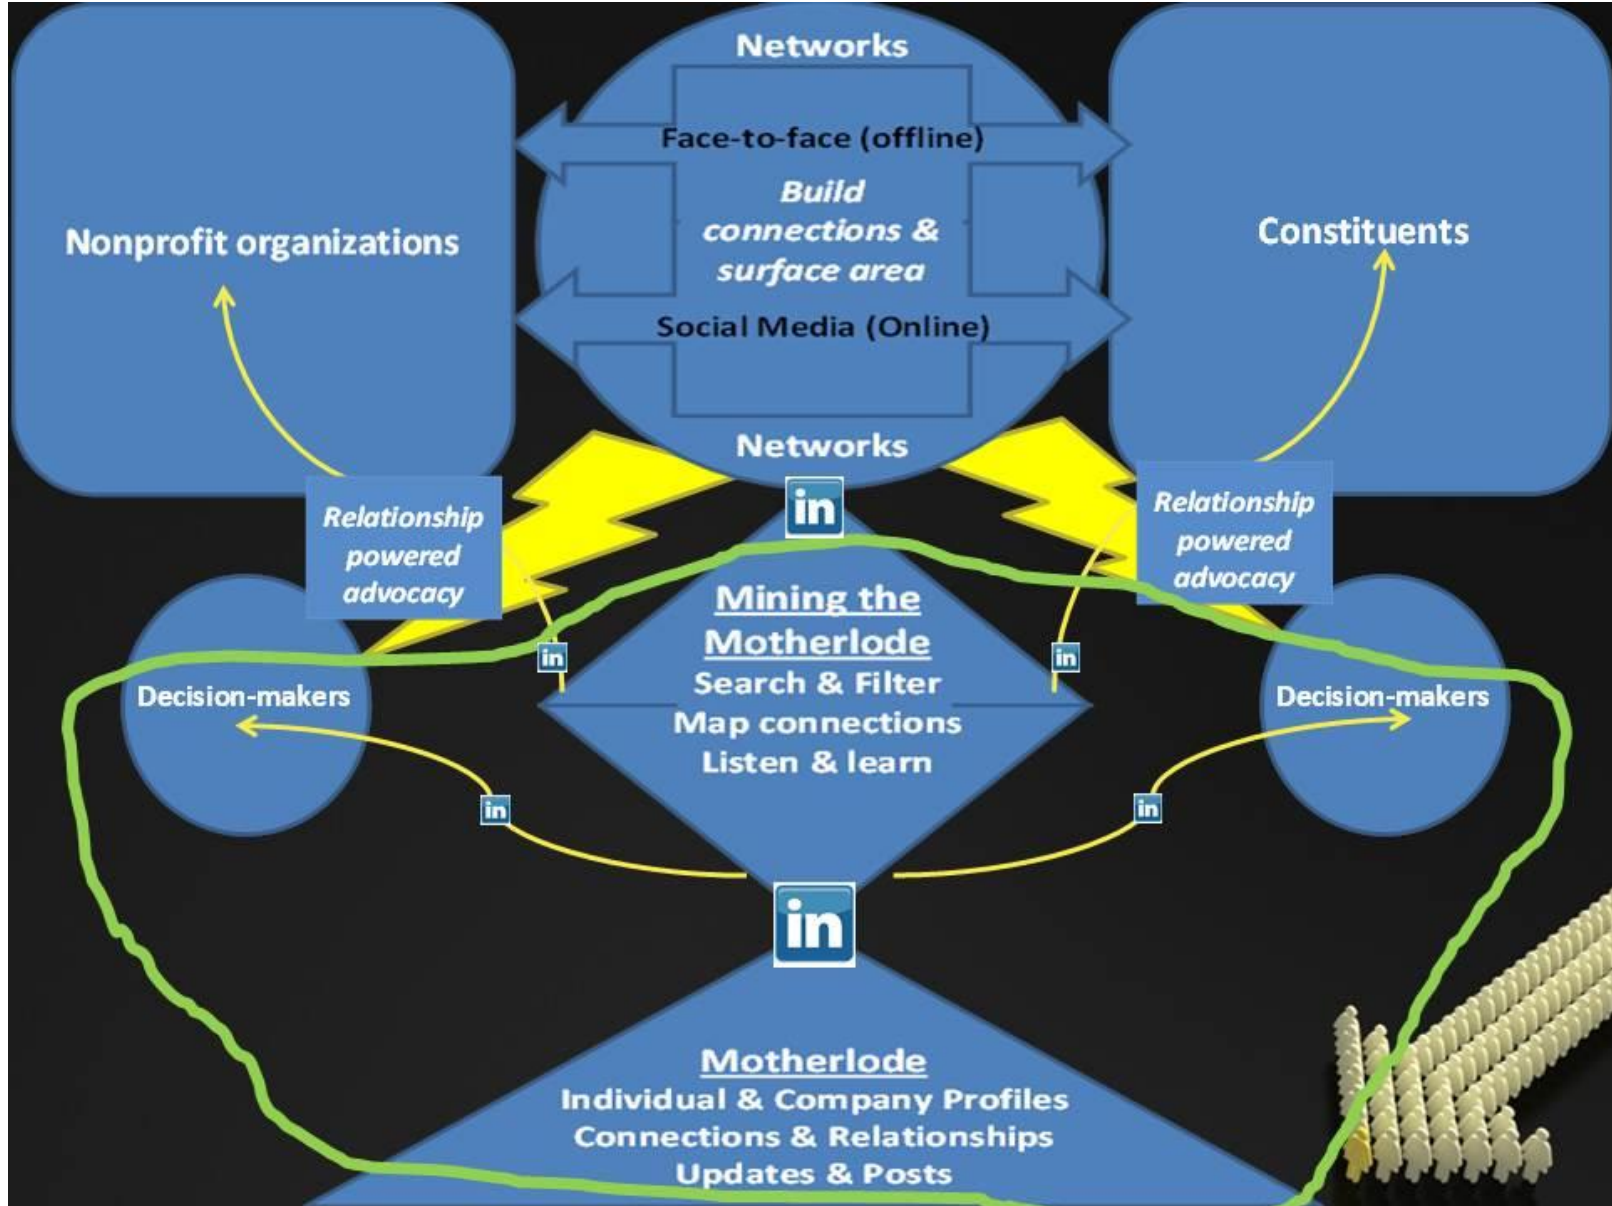 Networks
Face-to-face (offline)
Build
connections &
surface area
Social Media (Online)
Networks
Nonprofit organizations
Constituents
Relationship
powered
advocacy
Relationship
powered
advocacy
in
Mining the
Motherlode
Search & Filter
Map connections
Listen & learn
in
in
Decision-makers
Decision-makers
in
in
in
Motherlode
Individual & Company Profiles
Connections & Relationships
Updates & Posts